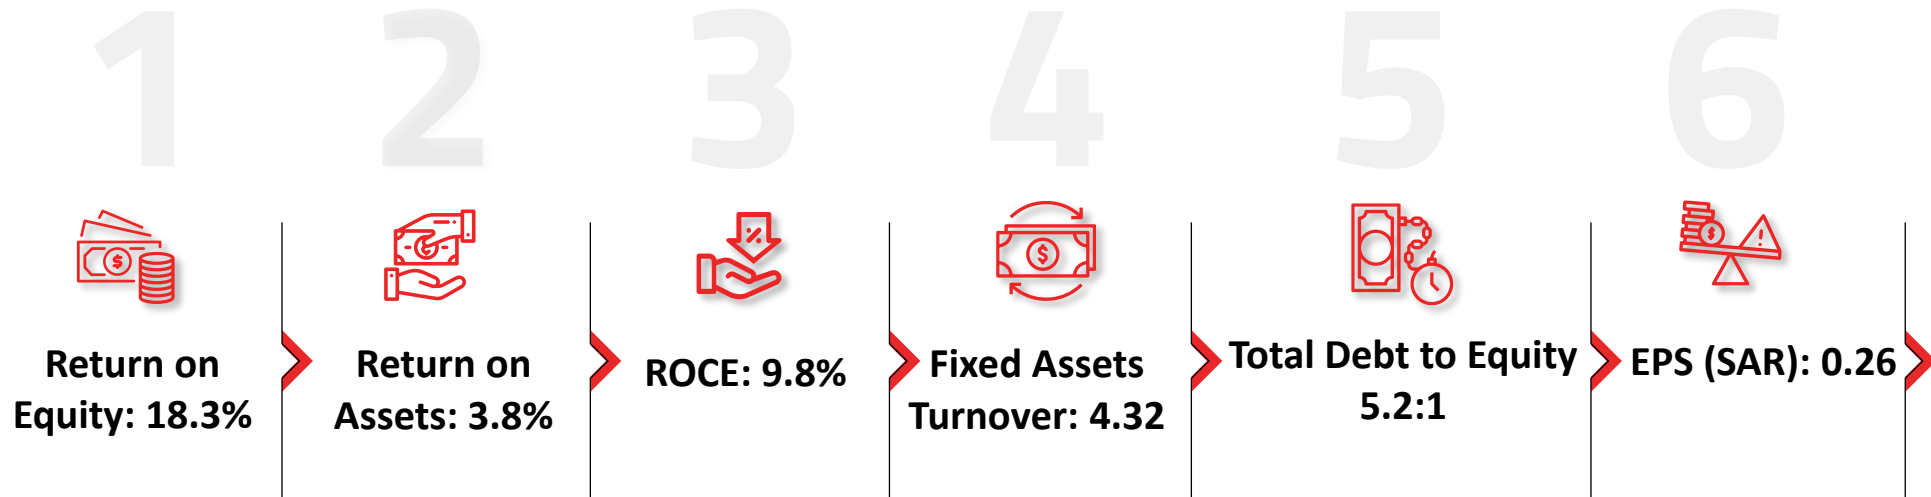 1
2
3
4
5
6
Return on
Equity: 18.3%
Return on
Assets: 3.8%
ROCE: 9.8%
Fixed Assets
Turnover: 4.32
Total Debt to Equity
5.2:1
EPS (SAR): 0.26